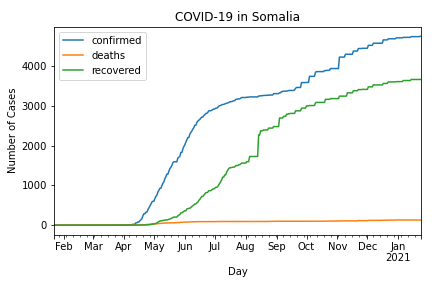 COVID-19 in Somalia
confirmed
deaths
recovered
Number of Cases
4000
3000
2000
1000
0
Feb Mar Apr May Jun Jul Aug Sep Oct Nov Dec Jan
2021
Day